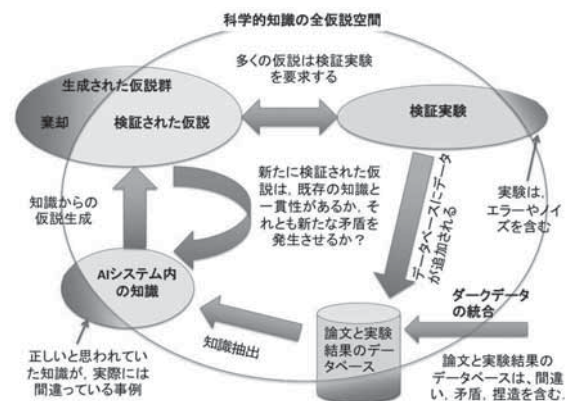 科学的知識の全仮説空間
多くの仮説は検証実験
を要求する
生成された仮説群
棄却
検証された仮説
検証実験
知識からの
仮説生成
新たに検証された仮
説は，既存の知識と
一貫性があるか，そ
れとも新たな矛盾を
発生させるか？
データベースにデータ
が追加される
実験は，
エラーやノイ
ズを含む
AIシステム内
の知識
知識抽出
論文と実験
結果のデー
タベース
ダークデータ
の統合
正しいと思われてい
た知識が，実際には
間違っている事例
論文と実験結果の
データベースは，間違
い，矛盾，捏造を含む．